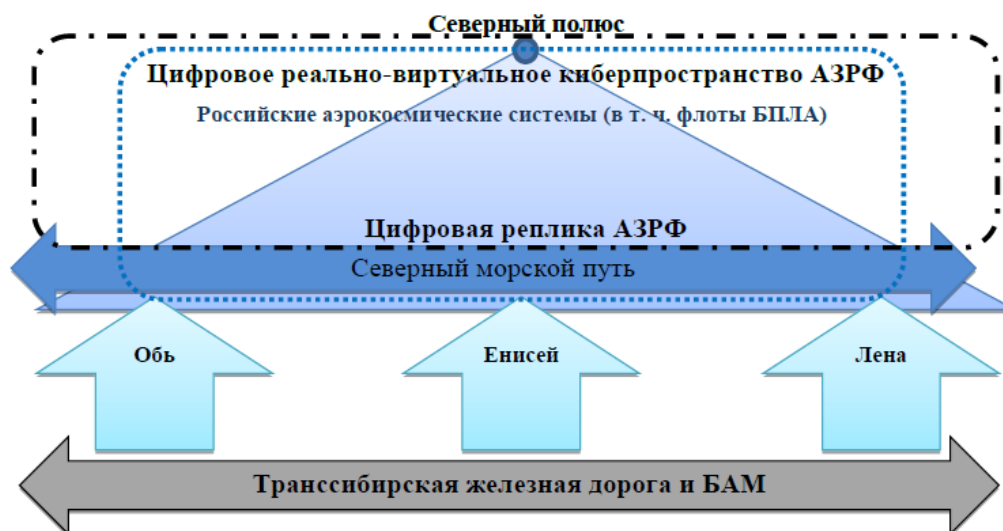 Северный полюс
Цифровое реально-виртуальное киберпространство АЗРФ
Российские аэрокосмические системы (в т. ч. флоты БПЛА)
Цифровая реплика АЗРФ
Северный морской путь
Обь
Енисей
Лена
Транссибирская железная дорога и БАМ